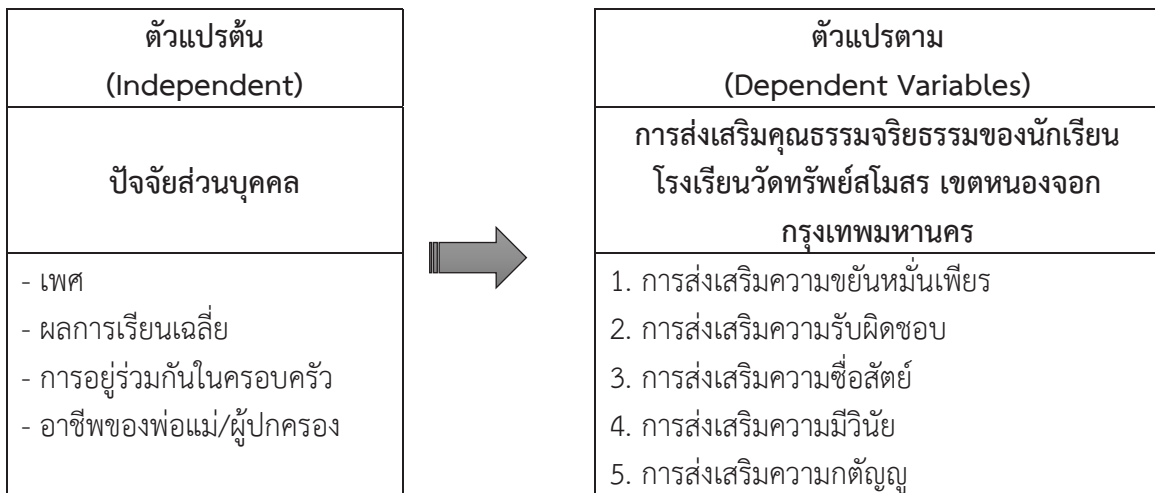 ตัวแปรต้น
(Independent)
ปัจจัยส่วนบุคคล
- เพศ
- ผลการเรียนเฉลี่ย
- การอยู่ร่วมกันในครอบครัว
- อาชีพของพ่อแม่/ผู้ปกครอง
ตัวแปรตาม
(Dependent Variables)
การส่งเสริมคุณธรรมจริยธรรมของนักเรียน
โรงเรียนวัดทรัพย์สโมสร เขตหนองจอก
กรุงเทพมหานคร
1. การส่งเสริมความขยันหมั่นเพียร
2. การส่งเสริมความรับผิดชอบ
3. การส่งเสริมความซื่อสัตย์
4. การส่งเสริมความมีวินัย
5. การส่งเสริมความกตัญญู